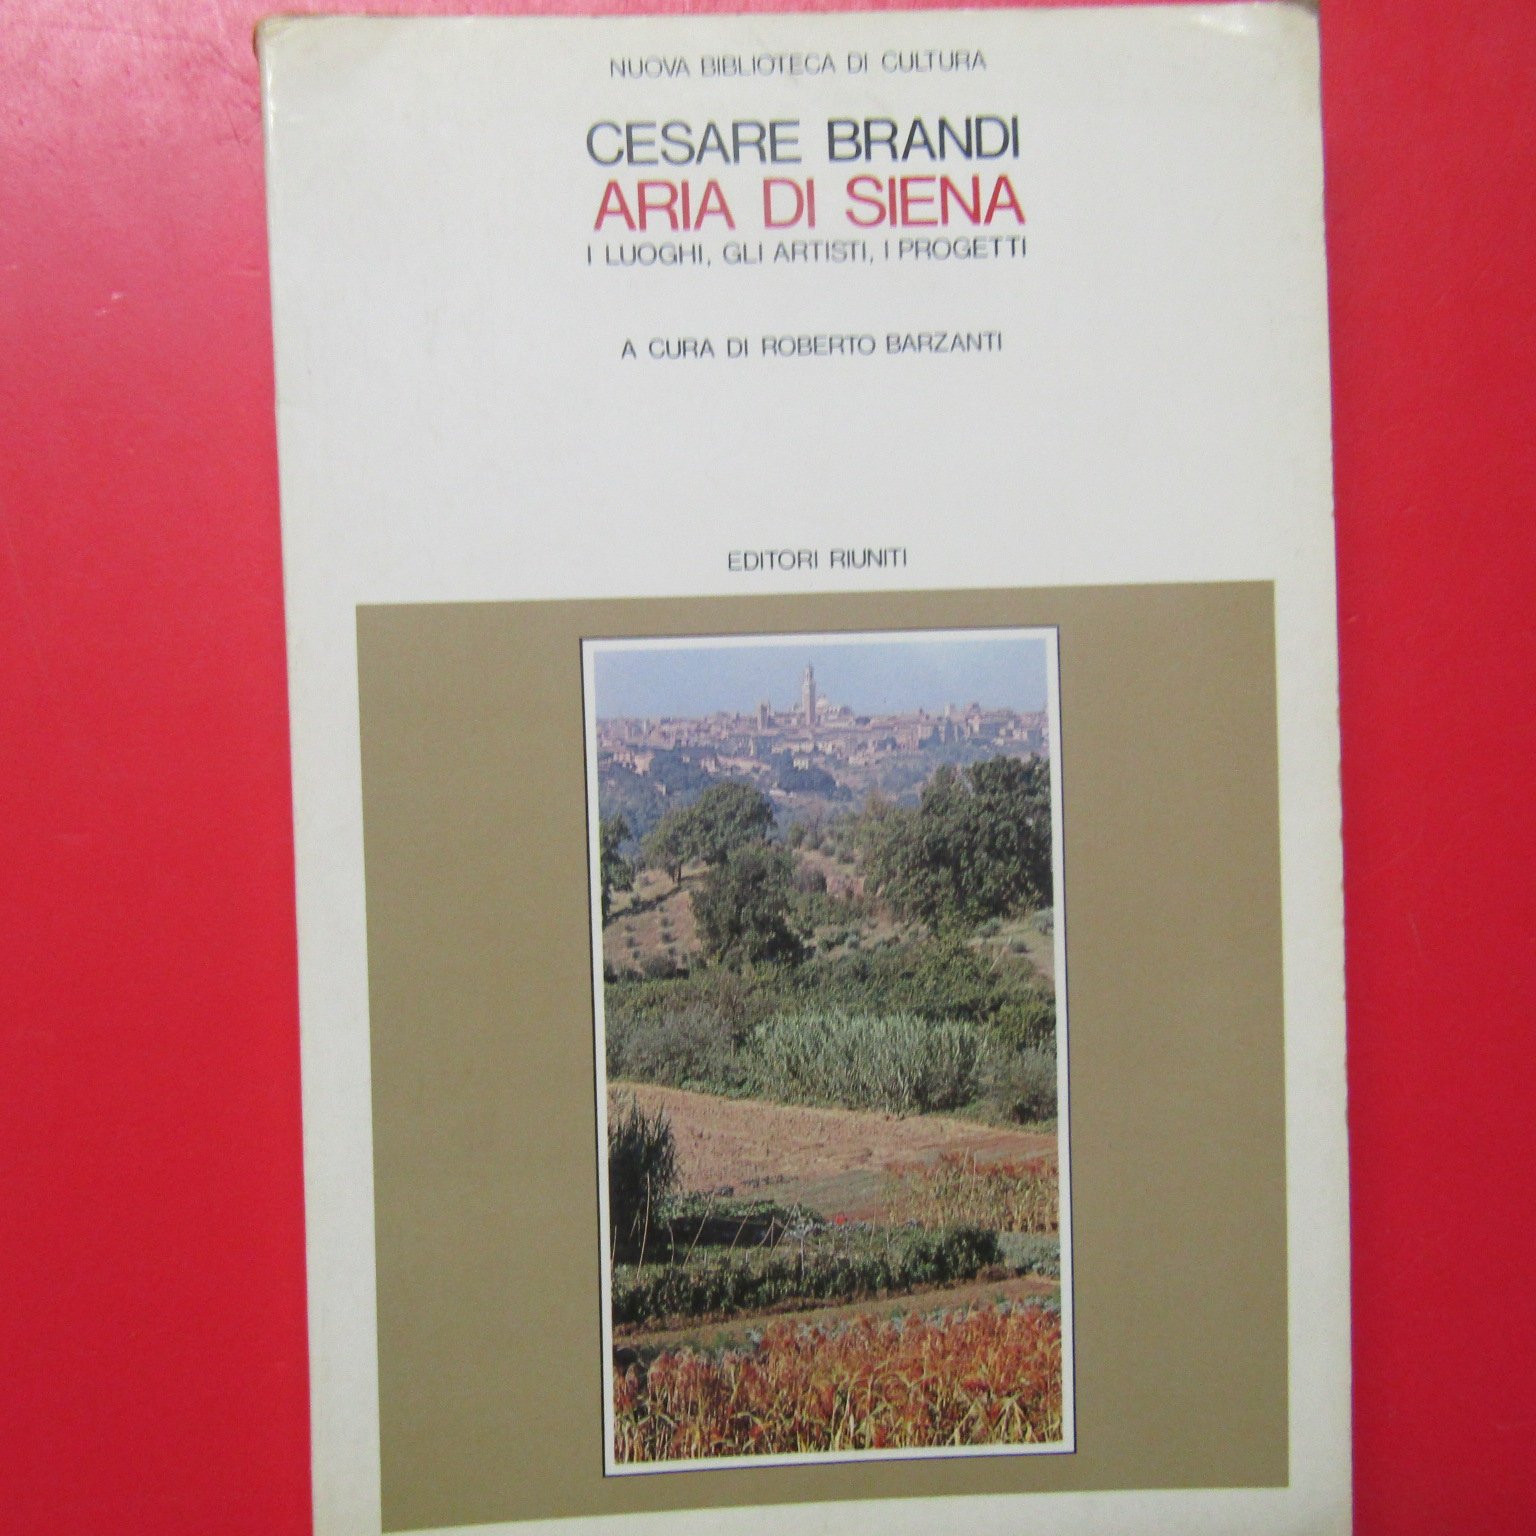 NUOVA BIBLIOTECA DI CULTURA
CESARE BRANDI
ARIA DI SIENA
I LUOGHI, GLI ARTISTI, I PROGETTI
A CURA DI ROBERTO BARZANTI
EDITORI RIUNITI